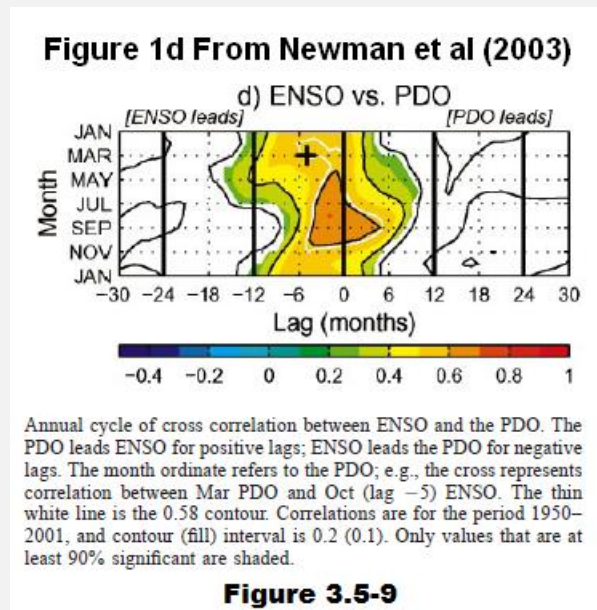 Figure 1d From Newman et al (2003)
d) ENSO vs. PDO
[ENSO leads] [PDO leads]
Month
JAN
MAR
MAY
JUL
SEP
NOV
JAN
−30 −24 −18 −12 −6 0 6 12 18 24 30
Lag (months)
−0.4 −0.2 0 0.2 0.4 0.6 0.8 1
Annual cycle of cross correlation between ENSO and the PDO. The
PDO leads ENSO for positive lags; ENSO leads the PDO for negative
lags. The month ordinate refers to the PDO; e.g., the cross represents
correlation between Mar PDO and Oct (lag −5) ENSO. The thin
white line is the 0.58 contour. Correlations are for the period 1950–
2001, and contour (fill) interval is 0.2 (0.1). Only values that are at
least 90% significant are shaded.
Figure 3.5-9